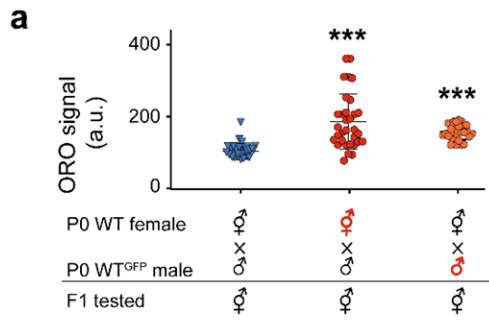 a
*** ***
400
200
0
ORO signal
(a.u.)
P0 WT female ⚥ ⚥ ⚥
× × ×
P0 WTGFP male ♂ ♂ ♂
F1 tested ⚥ ⚥ ⚥